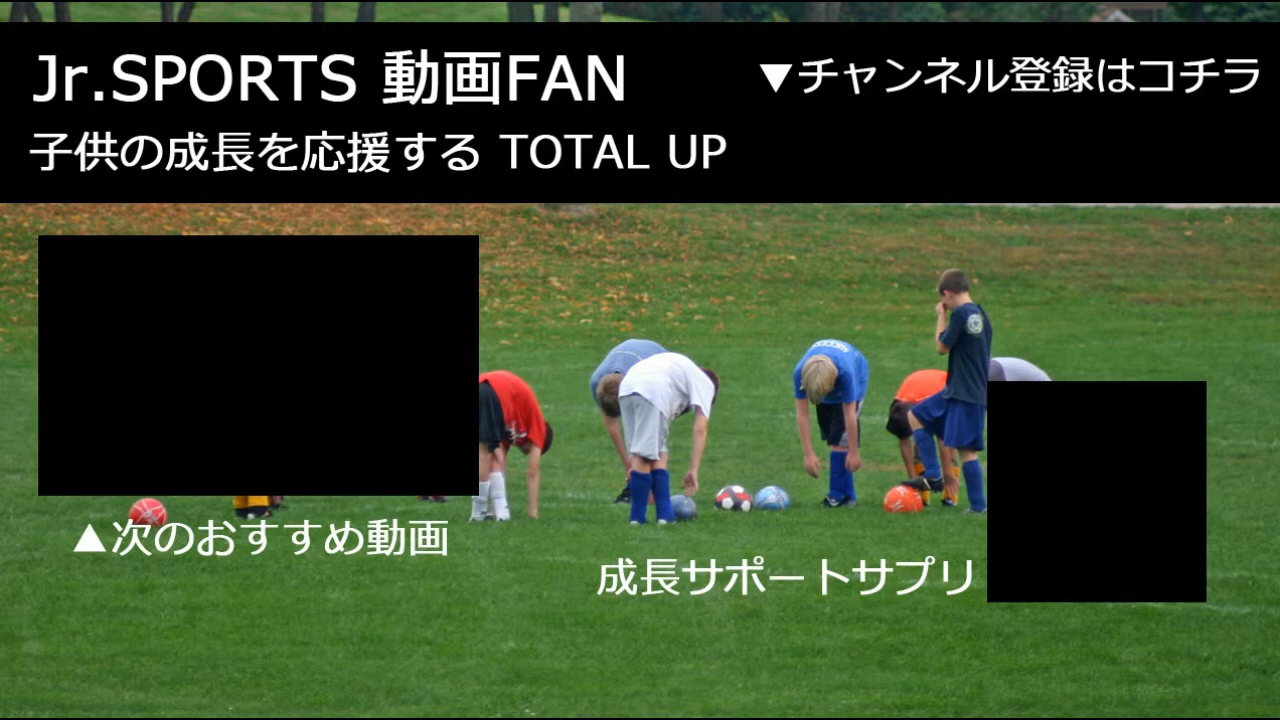 Jr.SPORTS 動画FAN
▼チャンネル登録はコチラ
子供の成長を応援する TOTAL UP
▲次のおすすめ動画
成長サポートサプリ